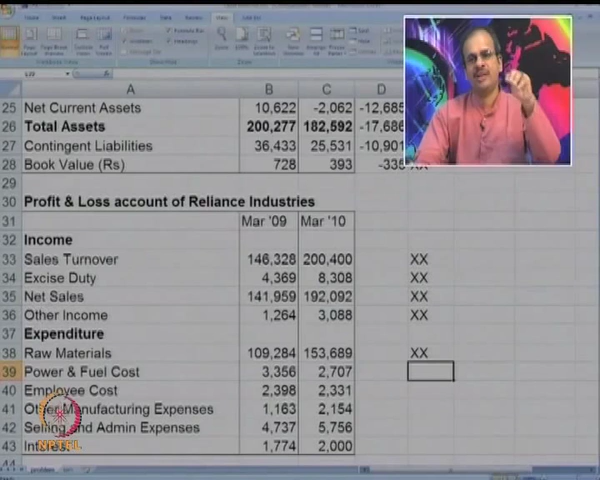 A B C D
25 Net Current Assets 10,622 -2,062 -12,685
26 Total Assets 200,277 182,592 -17,686
27 Contingent Liabilities 36,433 25,531 -10,901
28 Book Value (Rs) 728 393 -335 XX
29
30 Profit & Loss account of Reliance Industries
31 Mar '09 Mar '10
32 Income
33 Sales Turnover 146,328 200,400 XX
34 Excise Duty 4,369 8,308 XX
35 Net Sales 141,959 192,092 XX
36 Other Income 1,264 3,088 XX
37 Expenditure
38 Raw Materials 109,284 153,689 XX
39 Power & Fuel Cost 3,356 2,707
40 Employee Cost 2,398 2,331
41 Other Manufacturing Expenses 1,163 2,154
42 Selling and Admin Expenses 4,737 5,756
43 Interest 1,774 2,000
44
NPTEL